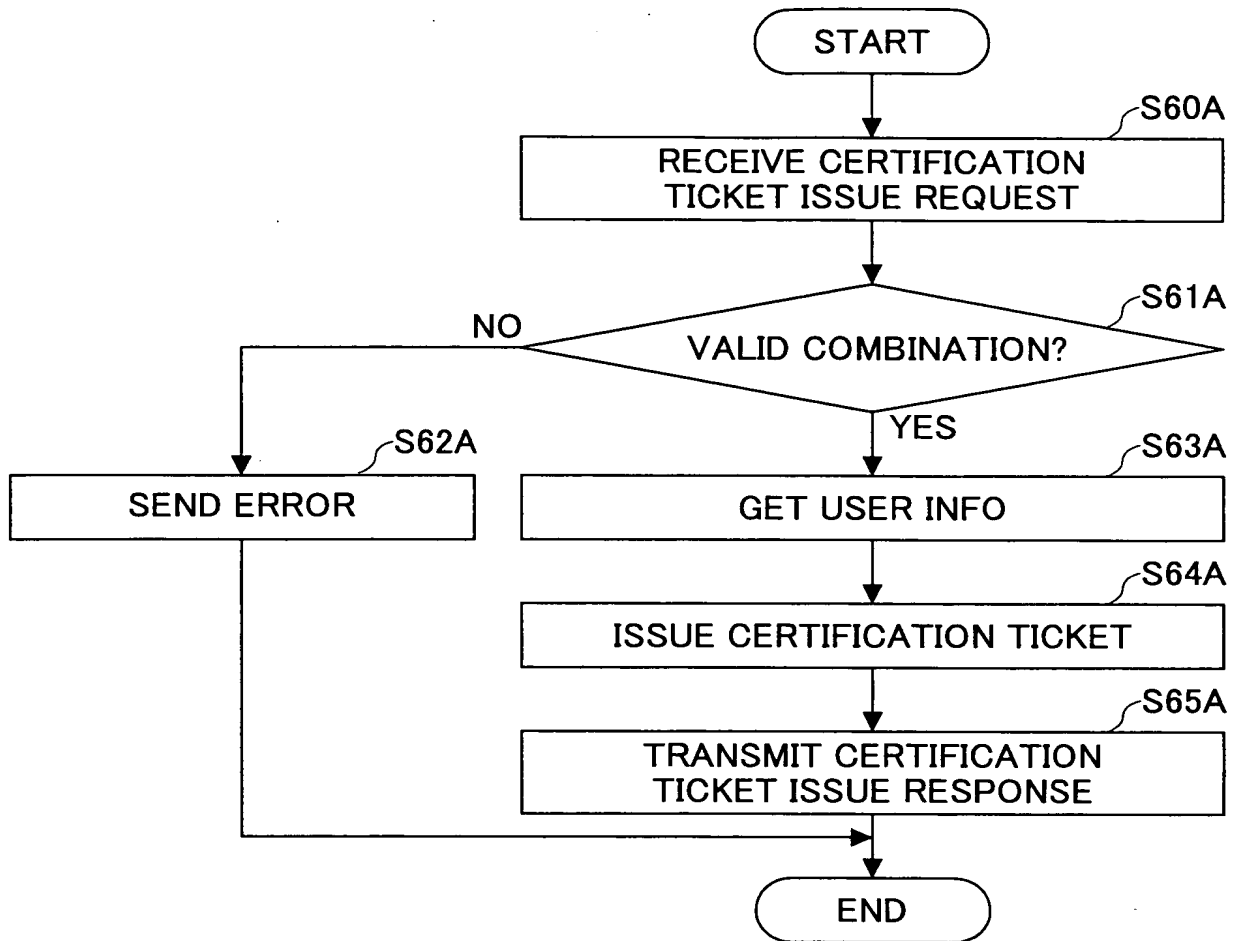 START
S60A
RECEIVE CERTIFICATION
TICKET ISSUE REQUEST
S61A
NO
VALID COMBINATION?
YES
S62A
SEND ERROR
S63A
GET USER INFO
S64A
ISSUE CERTIFICATION TICKET
S65A
TRANSMIT CERTIFICATION
TICKET ISSUE RESPONSE
END